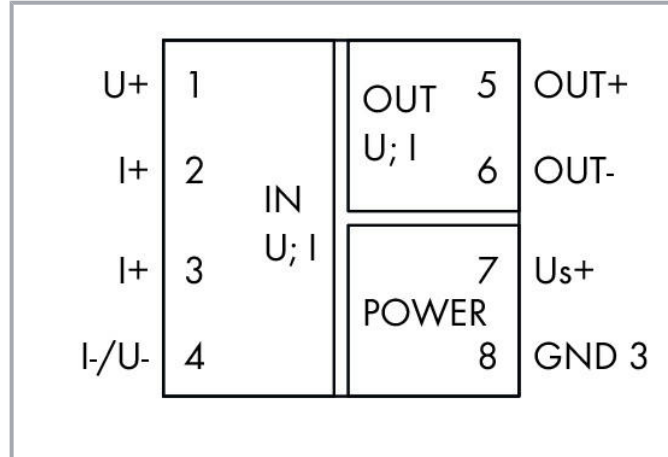 U+ 1
I+ 2
I+ 3
I-/U- 4
IN
U; I
OUT
U; I
5 OUT+
6 OUT-
POWER
7 Us+
8 GND 3